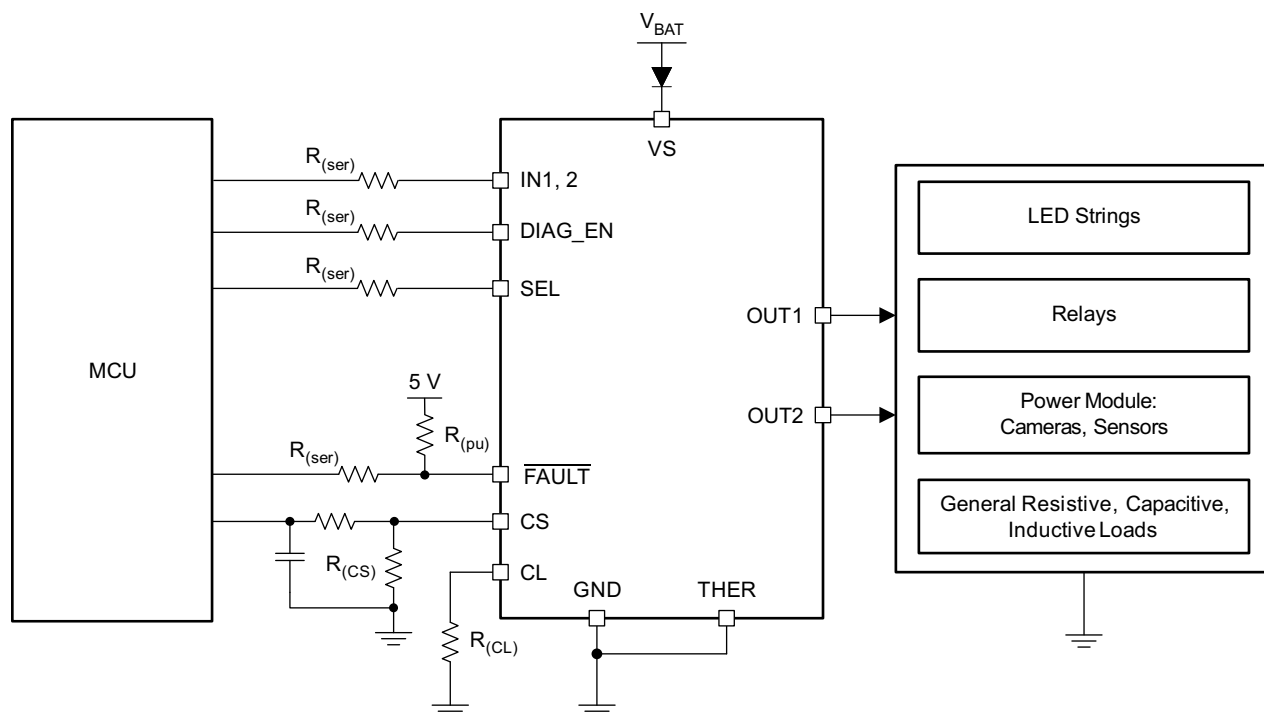 V(BAT)
VS
MCU
R(ser)
IN1, 2
R(ser)
DIAG_EN
R(ser)
SEL
OUT1
OUT2
5 V
R(pu)
R(ser)
FAULT
CS
R(CS)
CL
R(CL)
GND
THER
LED Strings
Relays
Power Module:
Cameras, Sensors
General Resistive, Capacitive,
Inductive Loads